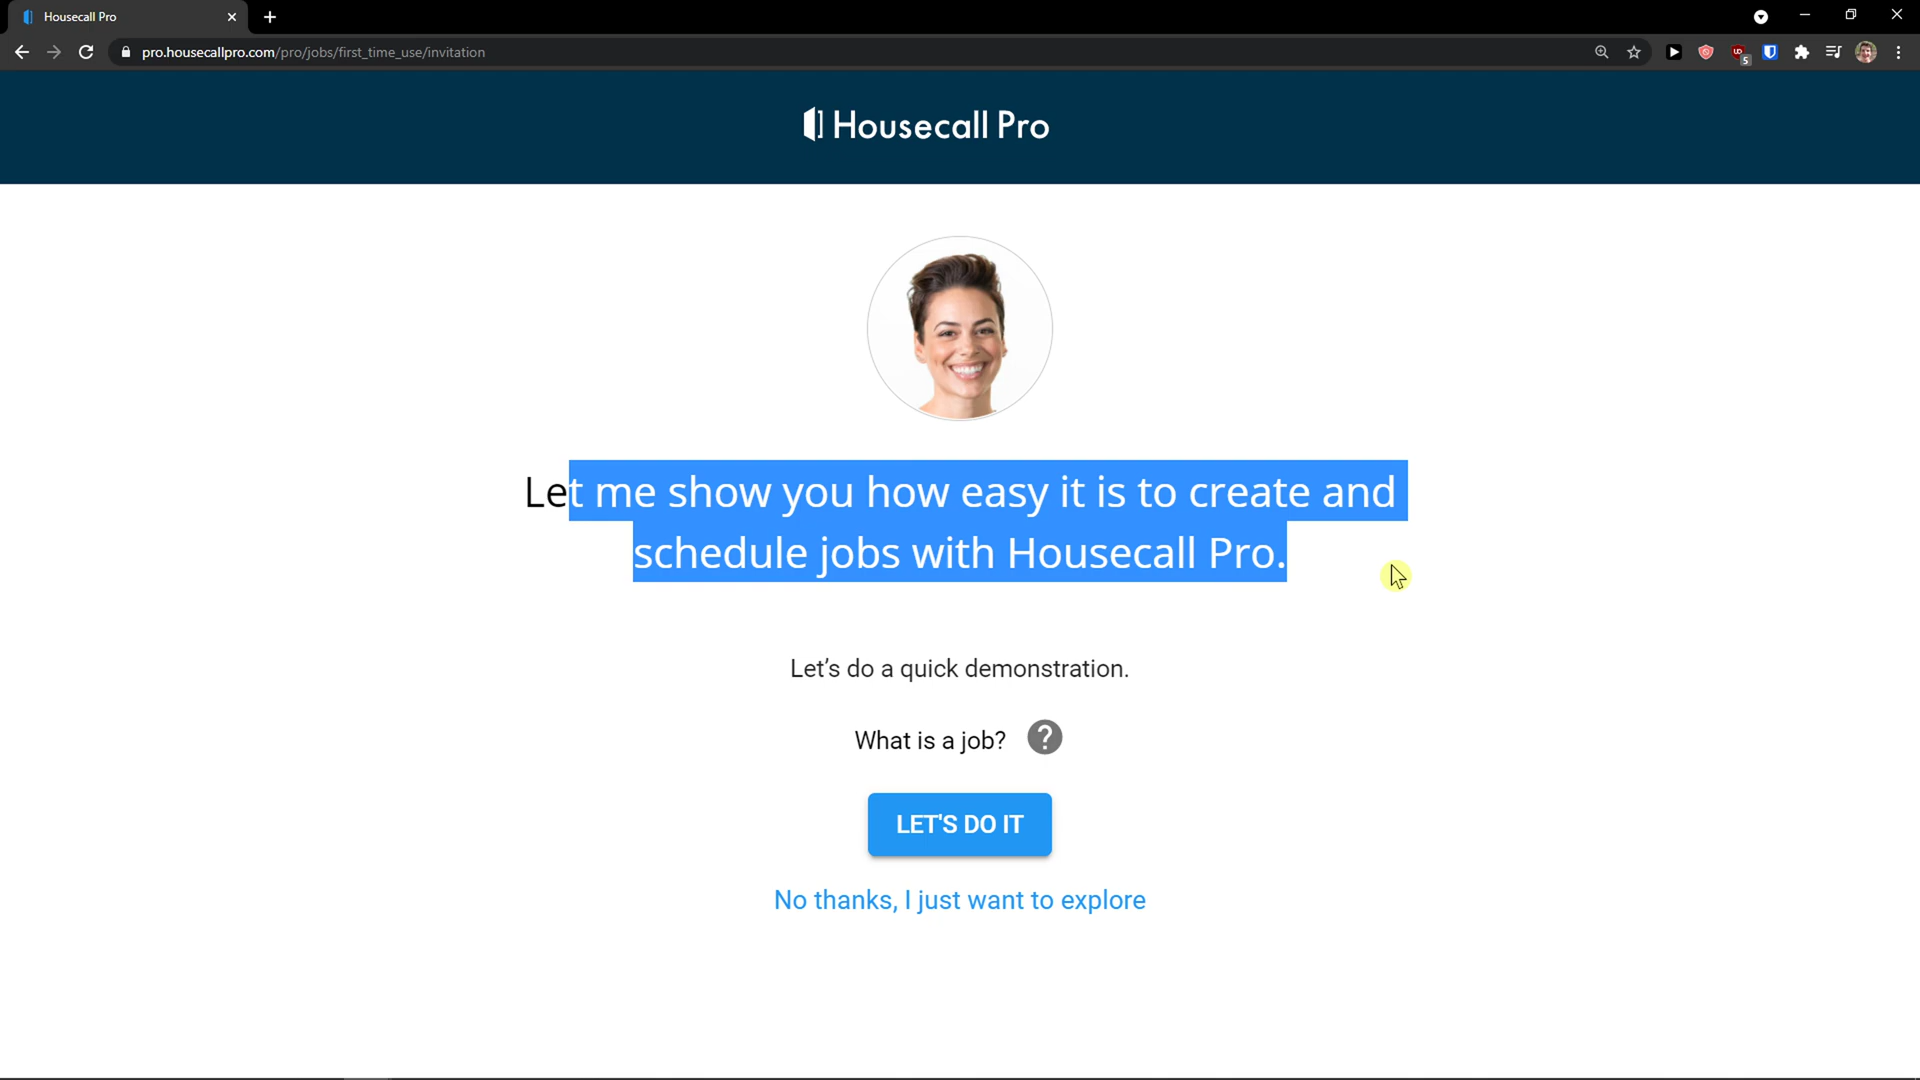 Housecall Pro
pro.housecallpro.com/pro/jobs/first_time_use/invitation
5
Housecall Pro
Let me show you how easy it is to create and
schedule jobs with Housecall Pro.
Let’s do a quick demonstration.
What is a job? ?
LET'S DO IT
No thanks, I just want to explore